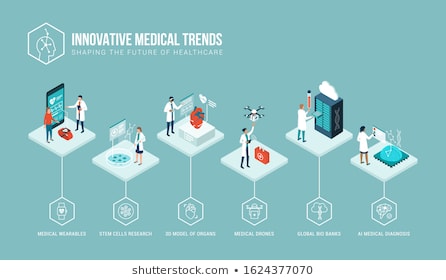 INNOVATIVE MEDICAL TRENDS
SHAPING THE FUTURE OF HEALTHCARE
MEDICAL WEARABLES
STEM CELLS RESEARCH
3D MODEL OF ORGANS
MEDICAL DRONES
GLOBAL BIO BANKS
AI MEDICAL DIAGNOSIS
shutterstock.com • 1624377070